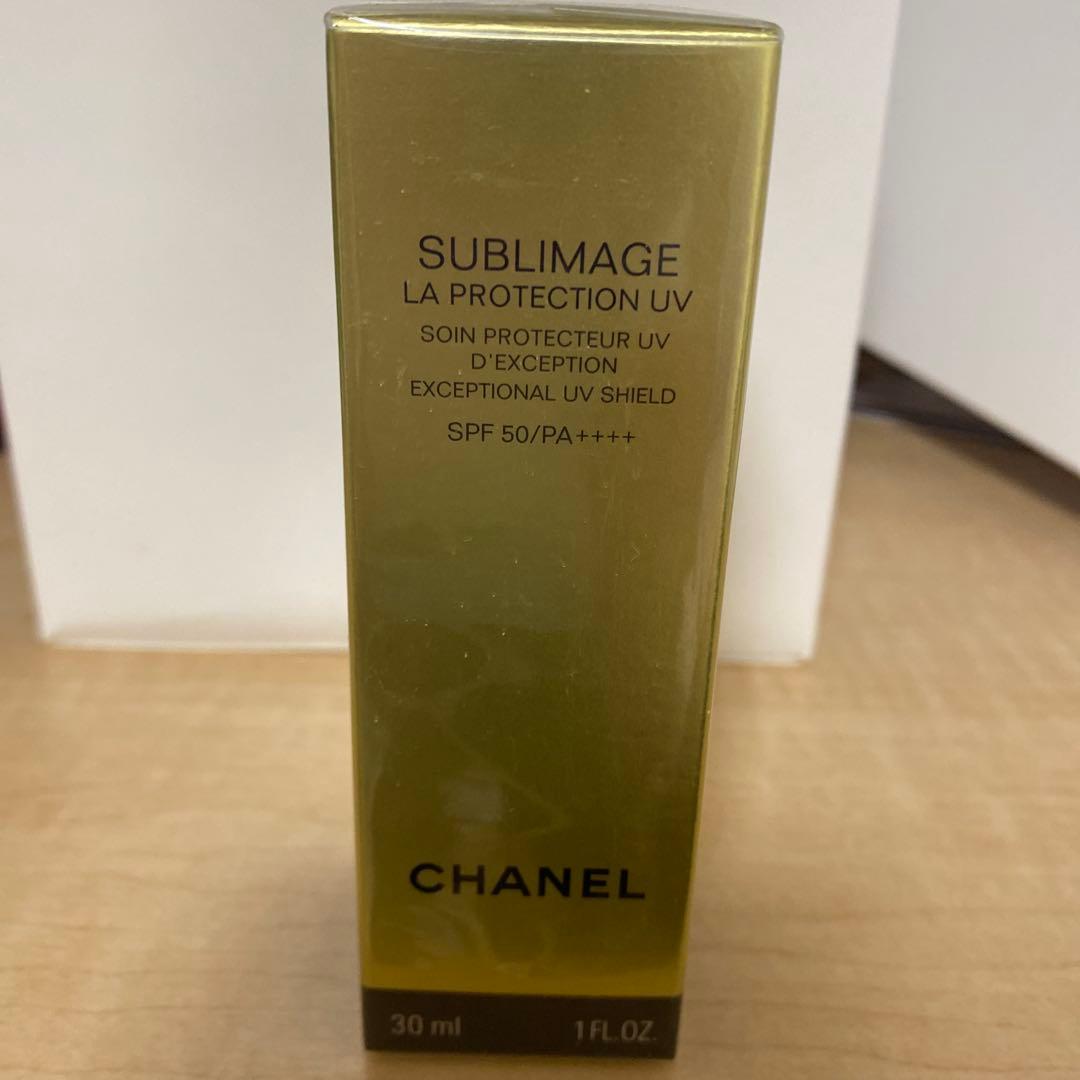 SUBLIMAGE
LA PROTECTION UV
SOIN PROTECTEUR UV
D'EXCEPTION
EXCEPTIONAL UV SHIELD
SPF 50/PA++++
CHANEL
30 ml 1 FL.OZ.